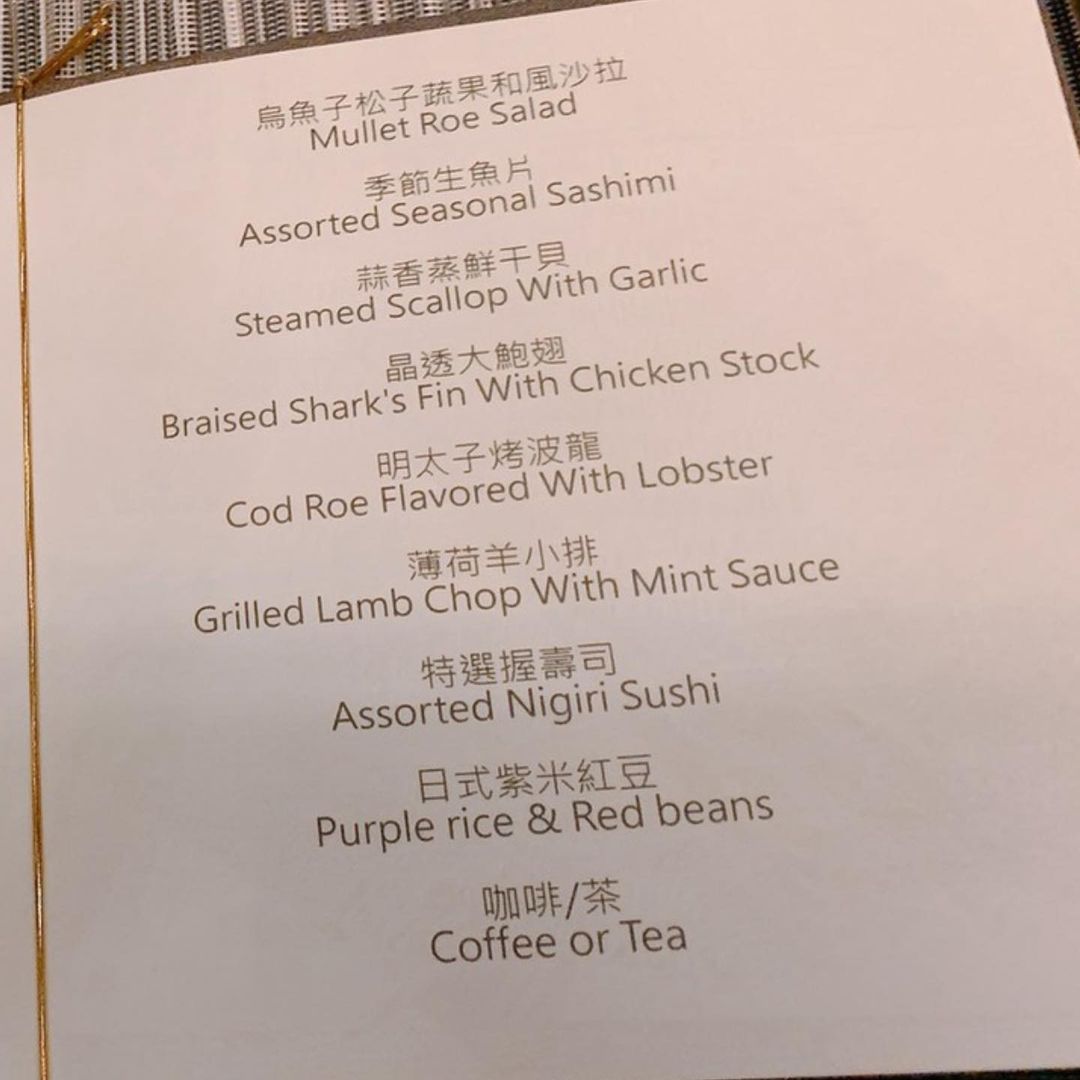 烏魚子松子蔬果和風沙拉
Mullet Roe Salad
季節生魚片
Assorted Seasonal Sashimi
蒜香蒸鮮干貝
Steamed Scallop With Garlic
晶透大鮑翅
Braised Shark's Fin With Chicken Stock
明太子烤波龍
Cod Roe Flavored With Lobster
薄荷羊小排
Grilled Lamb Chop With Mint Sauce
特選握壽司
Assorted Nigiri Sushi
日式紫米紅豆
Purple rice & Red beans
咖啡/茶
Coffee or Tea